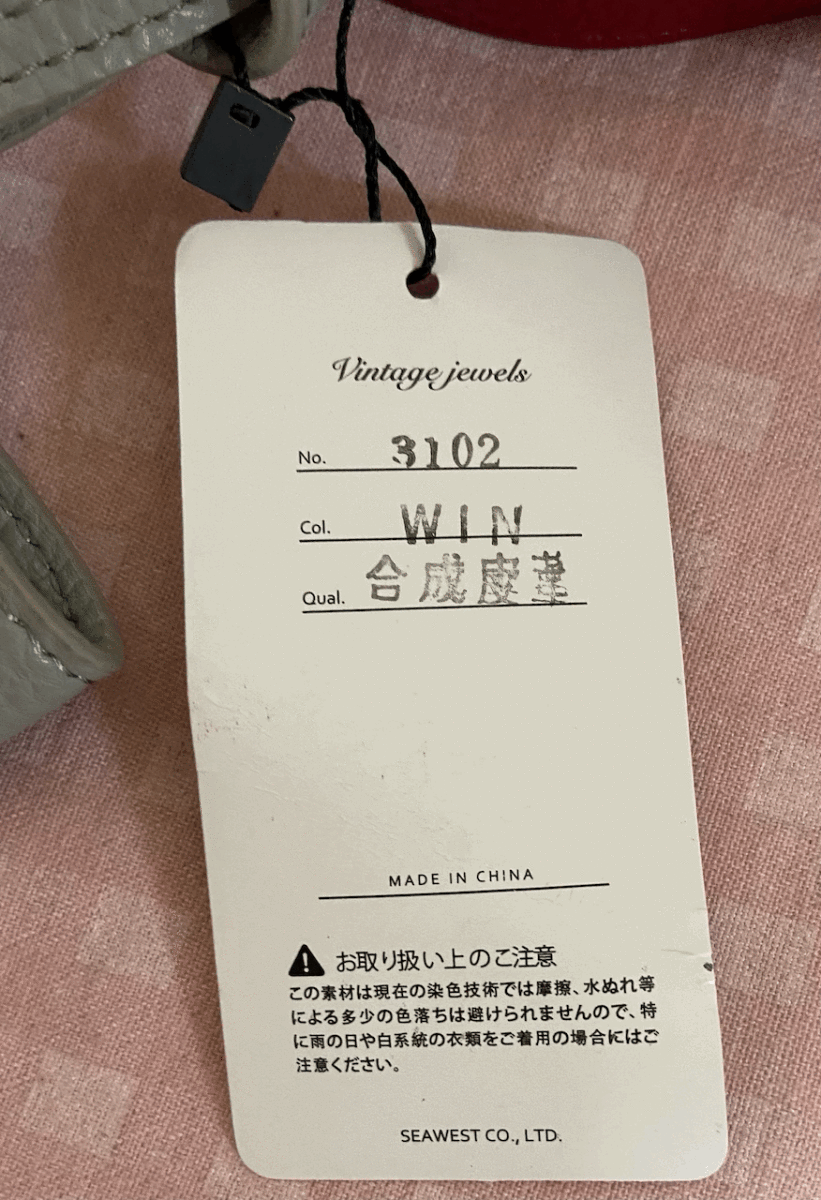 Vintage jewels
No. 3102
Col. WIN
Qual. 合成皮革
MADE IN CHINA
お取り扱い上のご注意
この素材は現在の染色技術では摩擦、水ぬれ等
による多少の色落ちは避けられませんので、特
に雨の日や白系統の衣類をご着用の場合にはご
注意ください。
SEAWEST CO., LTD.